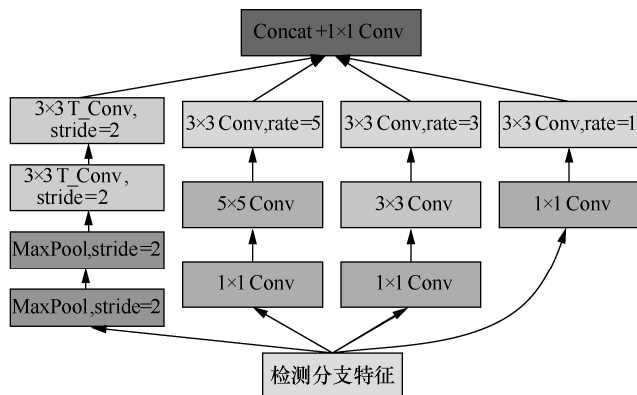 Concat+1×1 Conv
3×3 T_Conv,
stride=2
3×3 Conv,rate=5
3×3 Conv,rate=3
3×3 Conv,rate=1
3×3 T_Conv,
stride=2
5×5 Conv
3×3 Conv
1×1 Conv
MaxPool,stride=2
1×1 Conv
1×1 Conv
MaxPool,stride=2
检测分支特征